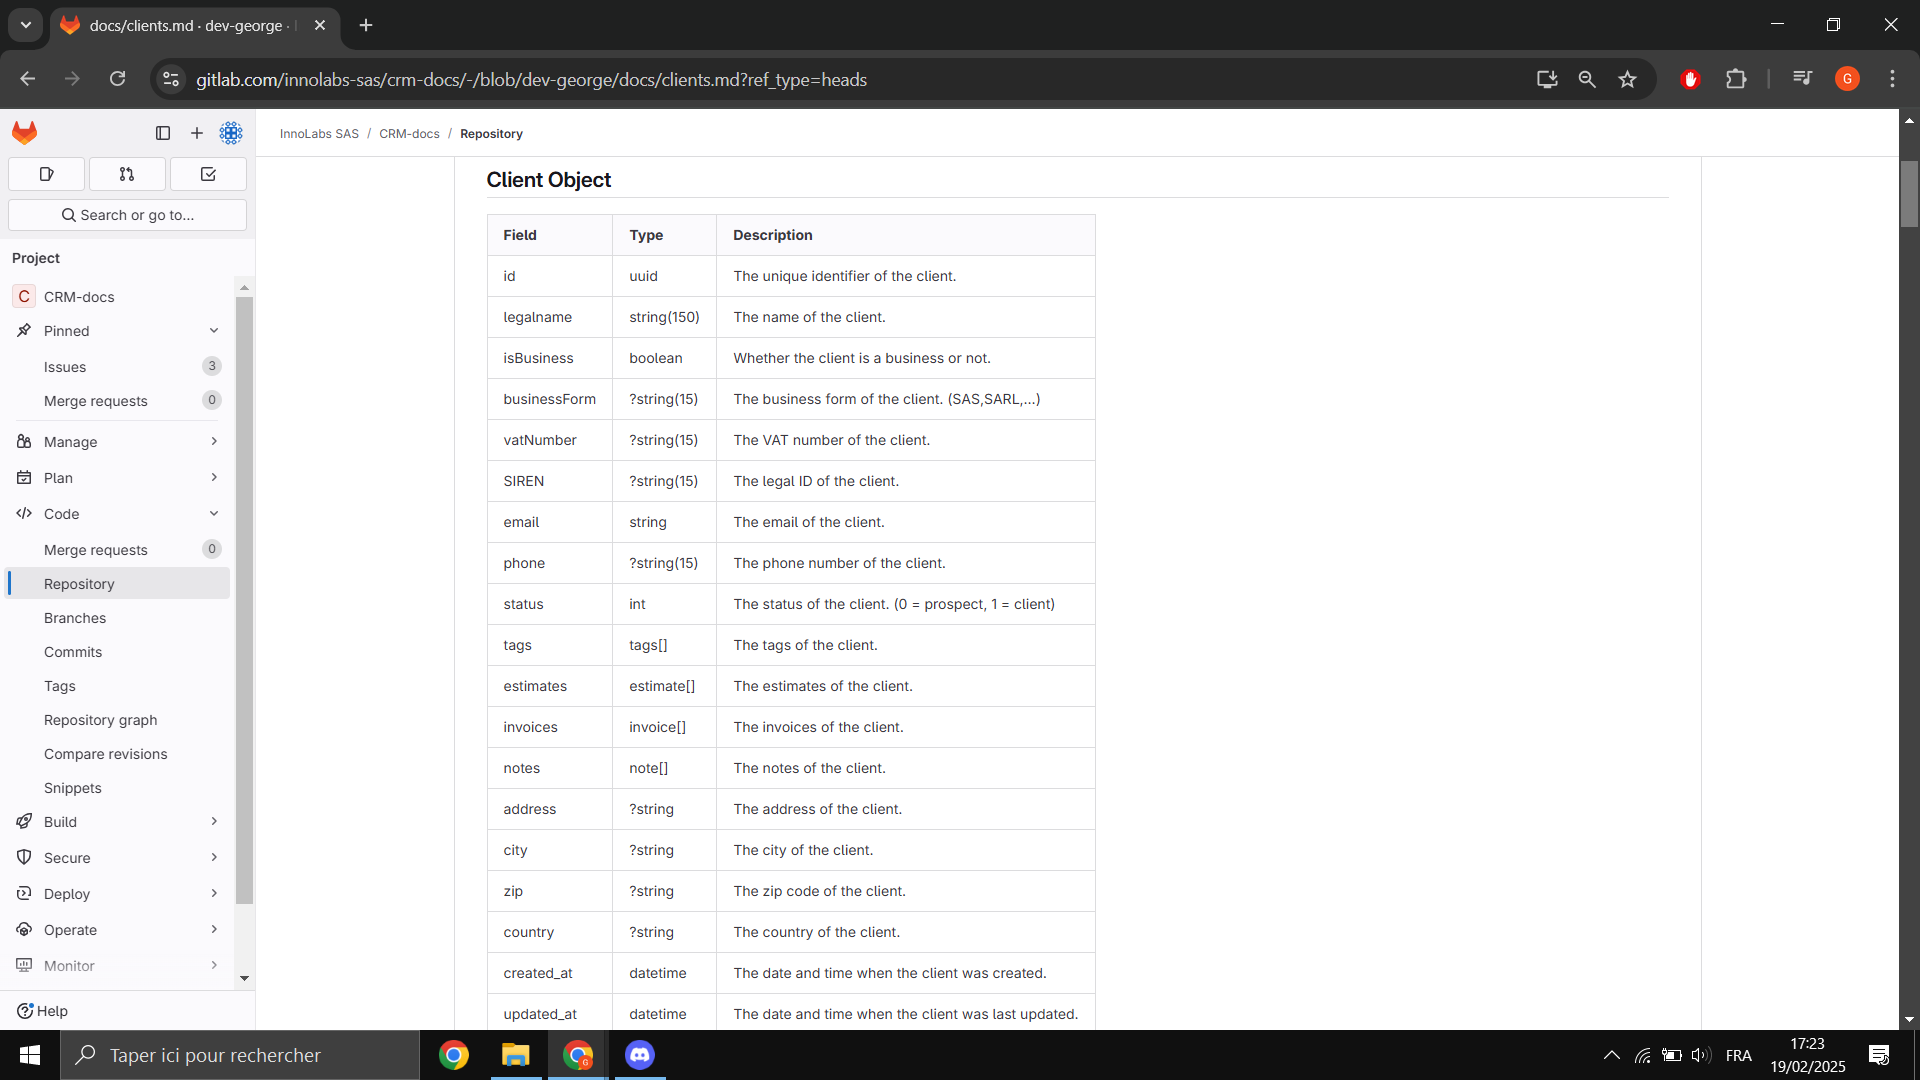 docs/clients.md · dev-george ·
gitlab.com/innolabs-sas/crm-docs/-/blob/dev-george/docs/clients.md?ref_type=heads
G
InnoLabs SAS / CRM-docs / Repository
Search or go to...
Project
C CRM-docs
Pinned
Issues 3
Merge requests 0
Manage
Plan
Code
Merge requests 0
Repository
Branches
Commits
Tags
Repository graph
Compare revisions
Snippets
Build
Secure
Deploy
Operate
Monitor
Help
Client Object
Field Type Description
id uuid The unique identifier of the client.
legalname string(150) The name of the client.
isBusiness boolean Whether the client is a business or not.
businessForm ?string(15) The business form of the client. (SAS,SARL,...)
vatNumber ?string(15) The VAT number of the client.
SIREN ?string(15) The legal ID of the client.
email string The email of the client.
phone ?string(15) The phone number of the client.
status int The status of the client. (0 = prospect, 1 = client)
tags tags[] The tags of the client.
estimates estimate[] The estimates of the client.
invoices invoice[] The invoices of the client.
notes note[] The notes of the client.
address ?string The address of the client.
city ?string The city of the client.
zip ?string The zip code of the client.
country ?string The country of the client.
created_at datetime The date and time when the client was created.
updated_at datetime The date and time when the client was last updated.
Taper ici pour rechercher
G
FRA
17:23
19/02/2025